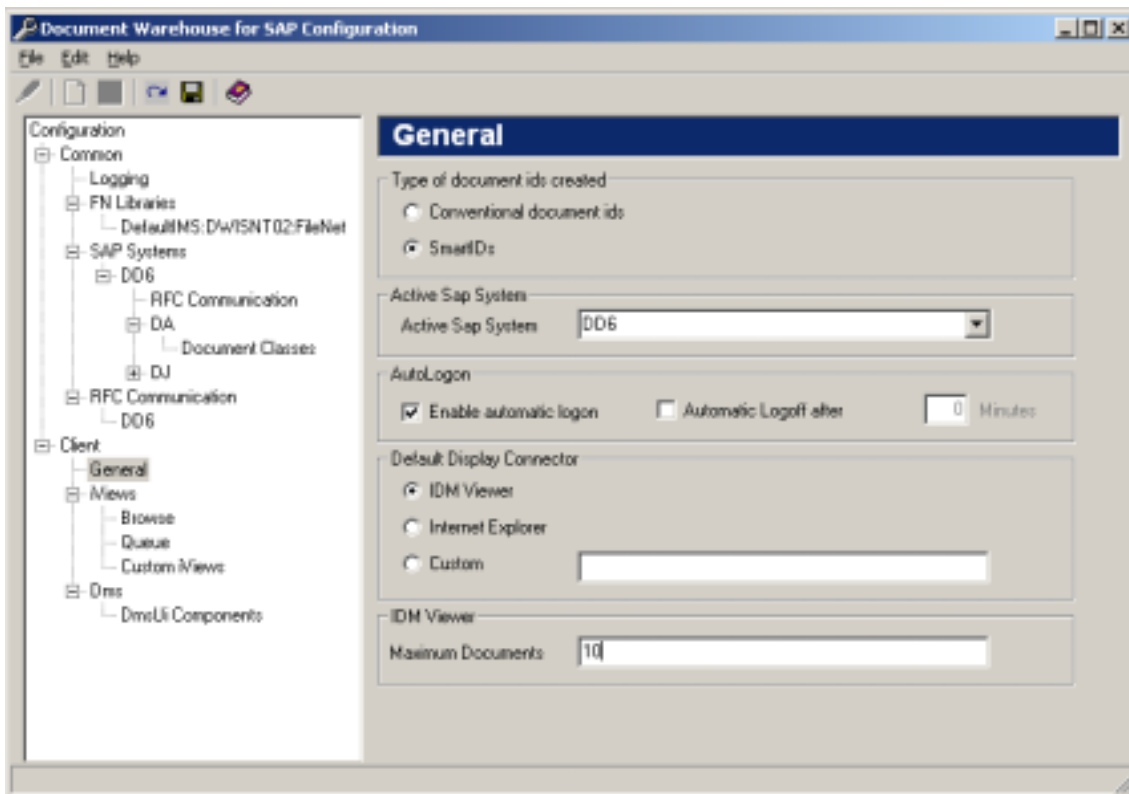 Document Warehouse for SAP Configuration
File Edit Help
Configuration
Common
Logging
FN Libraries
DefaultIMS:DWISNT02:FileNet
SAP Systems
DD6
RFC Communication
DA
Document Classes
DJ
RFC Communication
DD6
Client
General
iViews
Browse
Queue
Custom iViews
Dms
DmsUi Components
General
Type of document ids created
Conventional document ids
SmartIDs
Active Sap System
Active Sap System DD6
AutoLogon
Enable automatic logon Automatic Logoff after 0 Minutes
Default Display Connector
IDM Viewer
Internet Explorer
Custom
IDM Viewer
Maximum Documents 10